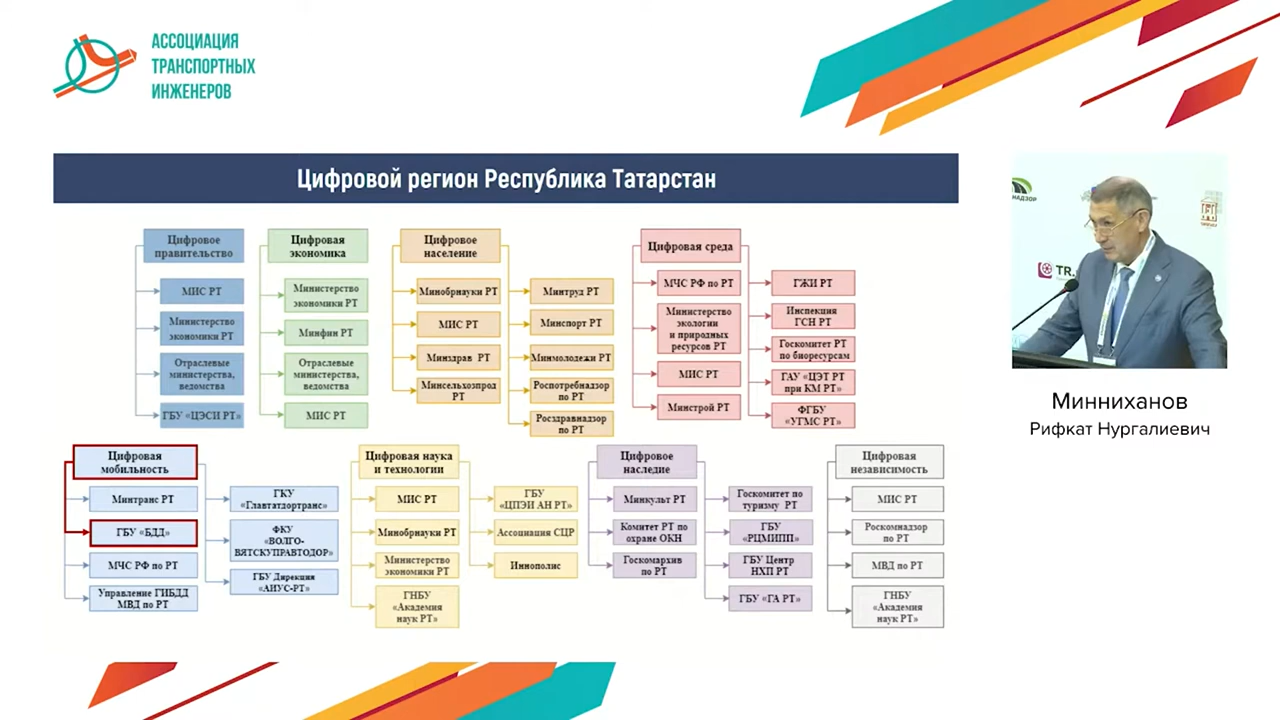 АССОЦИАЦИЯ
ТРАНСПОРТНЫХ
ИНЖЕНЕРОВ
Цифровой регион Республика Татарстан
Цифровое
правительство
МИС РТ
Министерство
экономики РТ
Отраслевые
министерства,
ведомства
ГБУ «ЦЭСИ РТ»
Цифровая
экономика
Министерство
экономики РТ
Минфин РТ
Отраслевые
министерства,
ведомства
МИС РТ
Цифровое
население
Минобрнауки РТ
МИС РТ
Минздрав РТ
Минсельхозпрод
РТ
Минтруд РТ
Минспорт РТ
Минмолодежи РТ
Роспотребнадзор
по РТ
Росздравнадзор
по РТ
Цифровая среда
МЧС РФ по РТ
Министерство
экологии
и природных
ресурсов РТ
МИС РТ
Минстрой РТ
ГЖИ РТ
Инспекция
ГСН РТ
Госкомитет РТ
по биоресурсам
ГАУ «ЦЭТ РТ
при КМ РТ»
ФГБУ
«УГМС РТ»
Цифровая
мобильность
Минтранс РТ
ГБУ «БДД»
МЧС РФ по РТ
Управление ГИБДД
МВД по РТ
ГКУ
«Главтатдортранс»
ФКУ
«ВОЛГО-
ВЯТСКУПРАВТОДОР»
ГБУ Дирекция
«АИУС-РТ»
Цифровая наука
и технологии
МИС РТ
Минобрнауки РТ
Министерство
экономики РТ
ГНБУ
«Академия
наук РТ»
ГБУ
«ЦПЭИ АН РТ»
Ассоциация СЦР
Иннополис
Цифровое
наследие
Минкульт РТ
Комитет РТ по
охране ОКН
Госкомархив
по РТ
Госкомитет по
туризму РТ
ГБУ
«РЦМИПП»
ГБУ Центр
НХП РТ
ГБУ «ГА РТ»
Цифровая
независимость
МИС РТ
Роскомнадзор
по РТ
МВД по РТ
ГНБУ
«Академия
наук РТ»
НАДЗОР
TR
Минниханов
Рифкат Нургалиевич